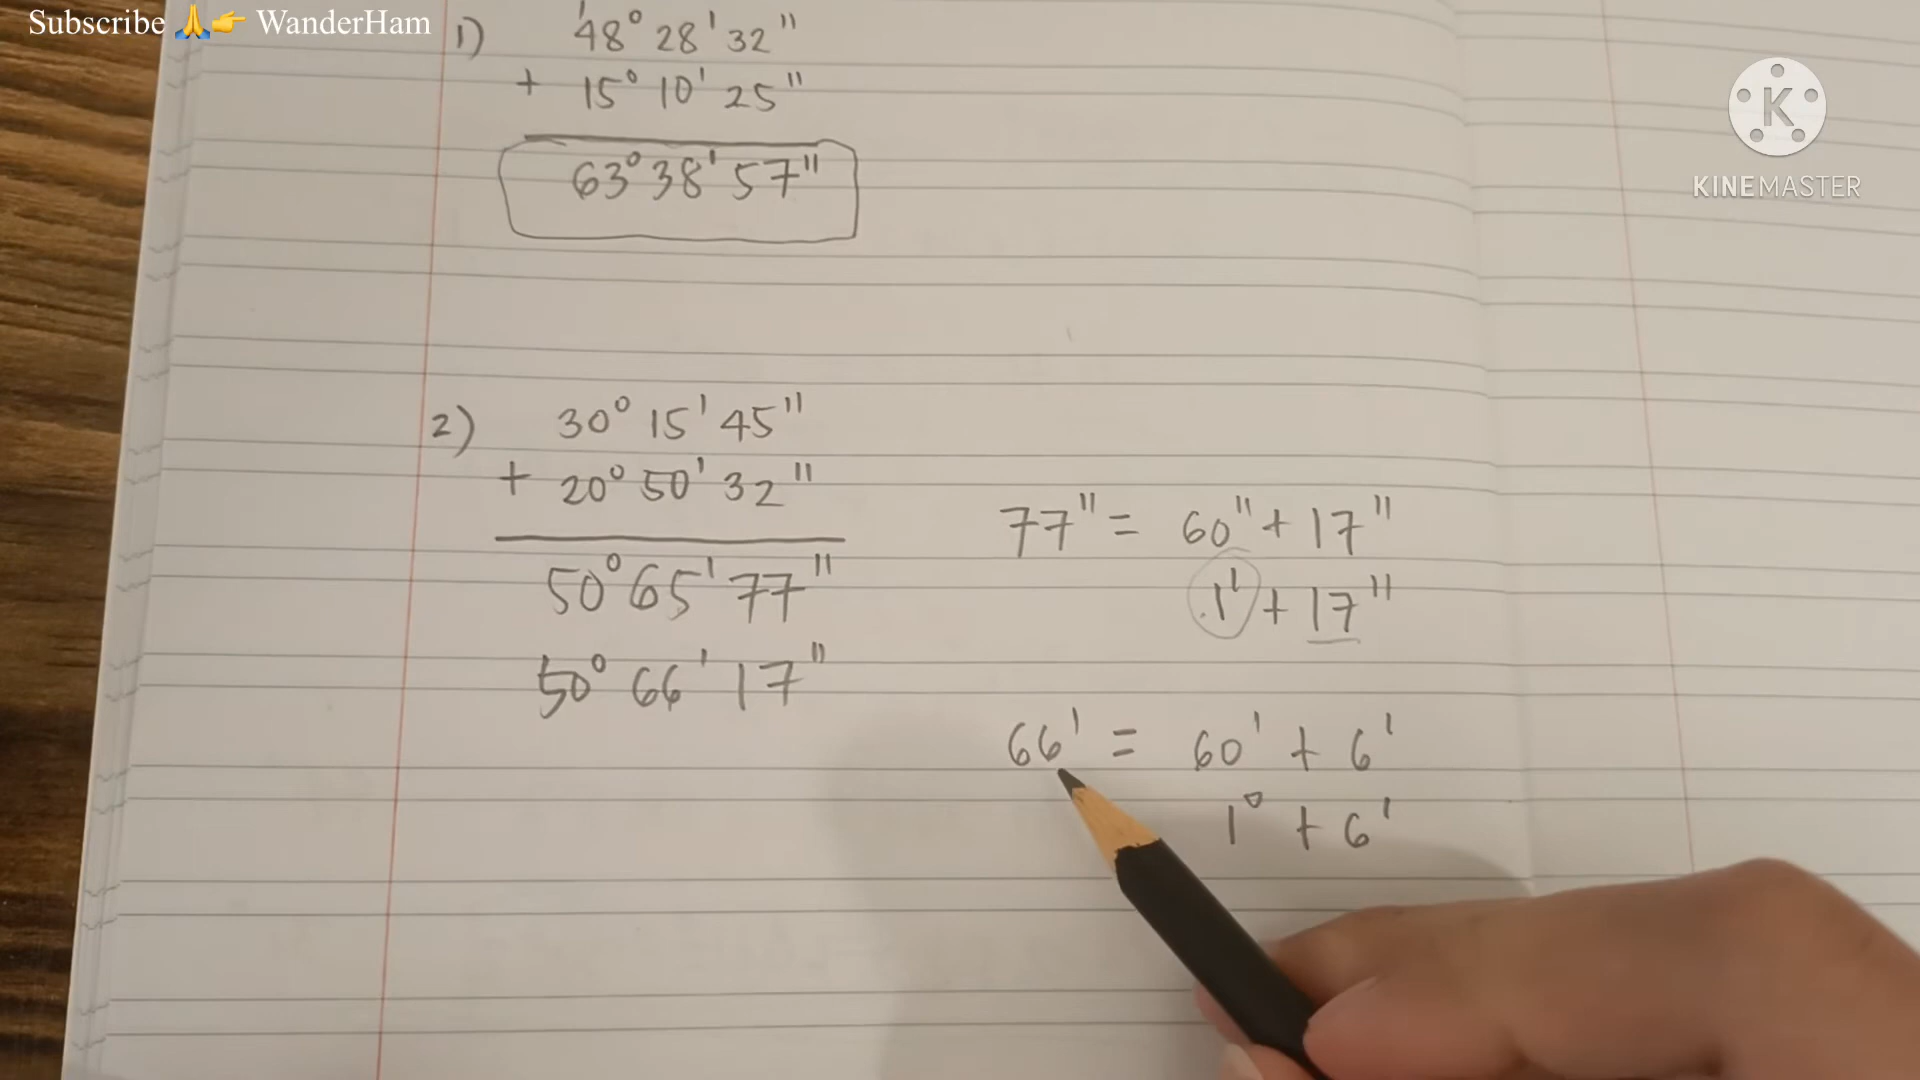 Subscribe 🙏👉 WanderHam
1) 48° 28' 32"
+ 15° 10' 25"
63° 38' 57"
K
KINEMASTER
2) 30° 15' 45"
+ 20° 50' 32"
50° 65' 77"
50° 66' 17"
77" = 60" + 17"
1' + 17"
66' = 60' + 6'
1° + 6'